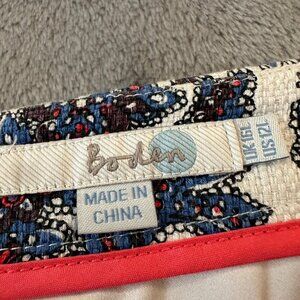 Boden
UK 16L
US 12L
MADE IN
CHINA